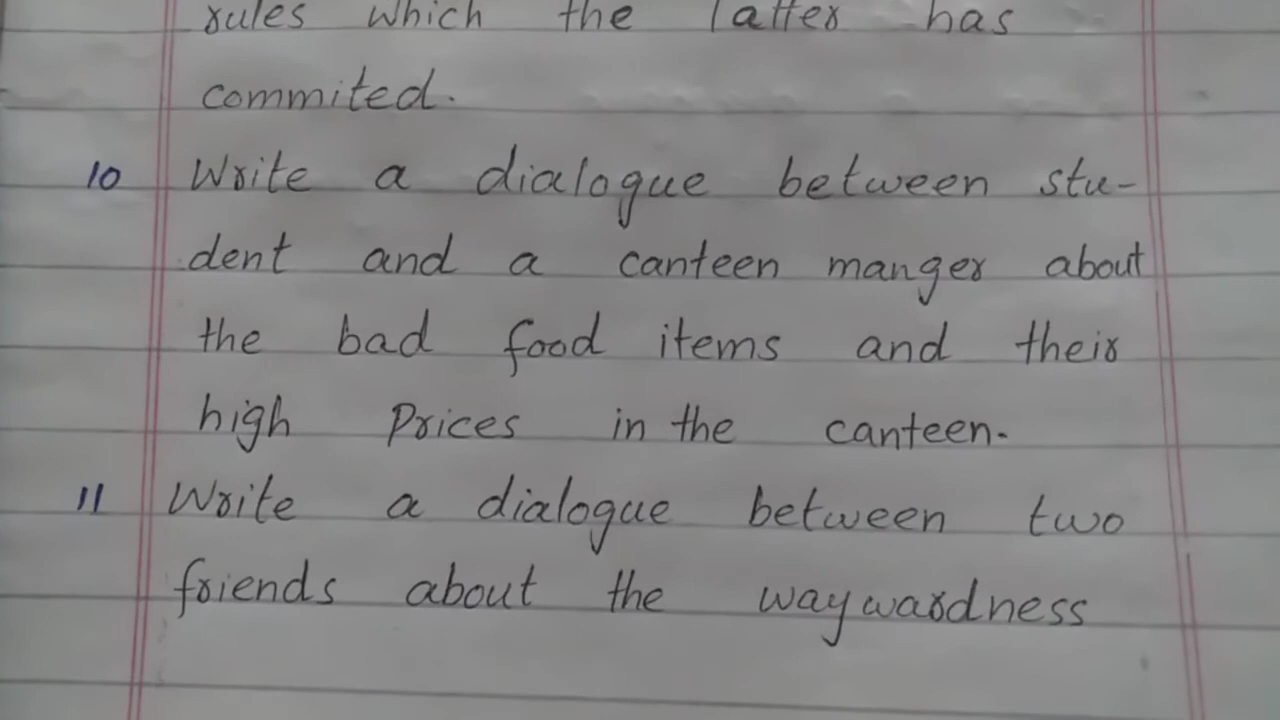 rules which the latter has
commited.
10 Write a dialogue between stu-
dent and a canteen manger about
the bad food items and their
high Prices in the canteen.
11 Write a dialogue between two
friends about the waywardness